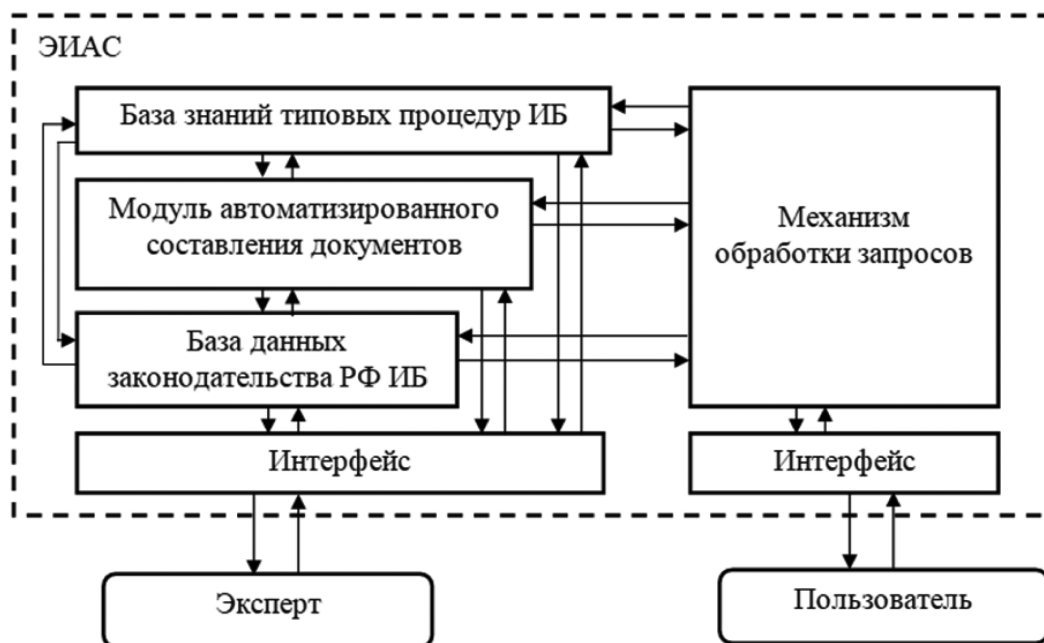 ЭИАС
База знаний типовых процедур ИБ
Модуль автоматизированного
составления документов
База данных
законодательства РФ ИБ
Механизм
обработки запросов
Интерфейс
Интерфейс
Эксперт
Пользователь